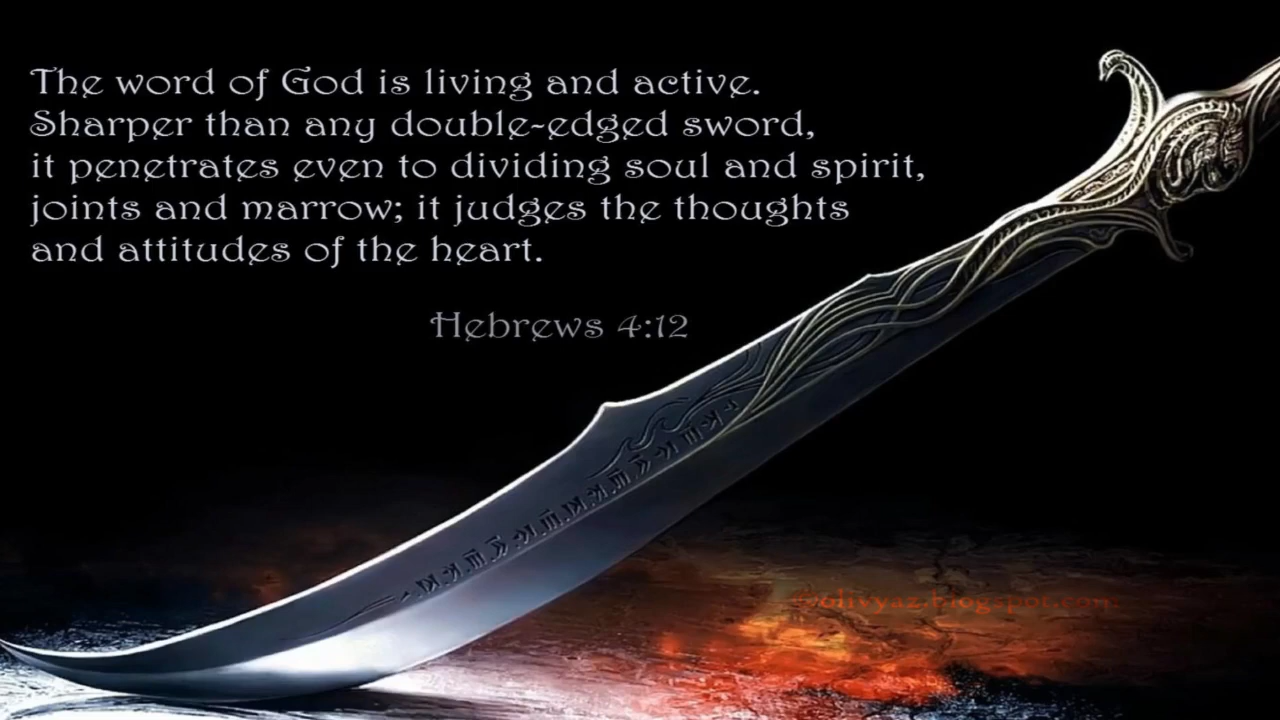 The word of God is living and active.
Sharper than any double-edged sword,
it penetrates even to dividing soul and spirit,
joints and marrow; it judges the thoughts
and attitudes of the heart.
Hebrews 4:12